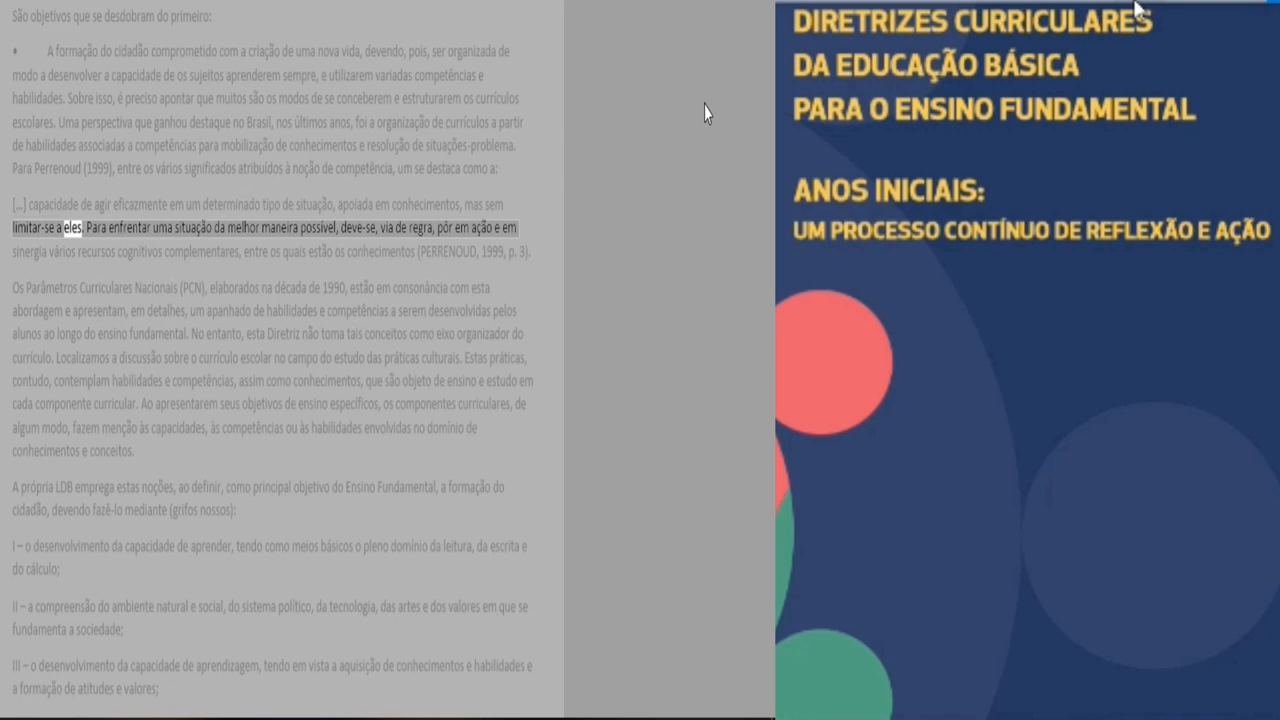 São objetivos que se desdobram do primeiro:
• A formação do cidadão comprometido com a criação de uma nova vida, devendo, pois, ser organizada de
modo a desenvolver a capacidade de os sujeitos aprenderem sempre, e utilizarem variadas competências e
habilidades. Sobre isso, é preciso apontar que muitos são os modos de se conceberem e estruturarem os currículos
escolares. Uma perspectiva que ganhou destaque no Brasil, nos últimos anos, foi a organização de currículos a partir
de habilidades associadas a competências para mobilização de conhecimentos e resolução de situações-problema.
Para Perrenoud (1999), entre os vários significados atribuídos à noção de competência, um se destaca como a:
[...] capacidade de agir eficazmente em um determinado tipo de situação, apoiada em conhecimentos, mas sem
limitar-se a eles. Para enfrentar uma situação da melhor maneira possível, deve-se, via de regra, pôr em ação e em
sinergia vários recursos cognitivos complementares, entre os quais estão os conhecimentos (PERRENOUD, 1999, p. 3).
Os Parâmetros Curriculares Nacionais (PCN), elaborados na década de 1990, estão em consonância com esta
abordagem e apresentam, em detalhes, um apanhado de habilidades e competências a serem desenvolvidas pelos
alunos ao longo do ensino fundamental. No entanto, esta Diretriz não toma tais conceitos como eixo organizador do
currículo. Localizamos a discussão sobre o currículo escolar no campo do estudo das práticas culturais. Estas práticas,
contudo, contemplam habilidades e competências, assim como conhecimentos, que são objeto de ensino e estudo em
cada componente curricular. Ao apresentarem seus objetivos de ensino específicos, os componentes curriculares, de
algum modo, fazem menção às capacidades, às competências ou às habilidades envolvidas no domínio de
conhecimentos e conceitos.
A própria LDB emprega estas noções, ao definir, como principal objetivo do Ensino Fundamental, a formação do
cidadão, devendo fazê-lo mediante (grifos nossos):
I – o desenvolvimento da capacidade de aprender, tendo como meios básicos o pleno domínio da leitura, da escrita e
do cálculo;
II – a compreensão do ambiente natural e social, do sistema político, da tecnologia, das artes e dos valores em que se
fundamenta a sociedade;
III – o desenvolvimento da capacidade de aprendizagem, tendo em vista a aquisição de conhecimentos e habilidades e
a formação de atitudes e valores;
DIRETRIZES CURRICULARES
DA EDUCAÇÃO BÁSICA
PARA O ENSINO FUNDAMENTAL
ANOS INICIAIS:
UM PROCESSO CONTÍNUO DE REFLEXÃO E AÇÃO